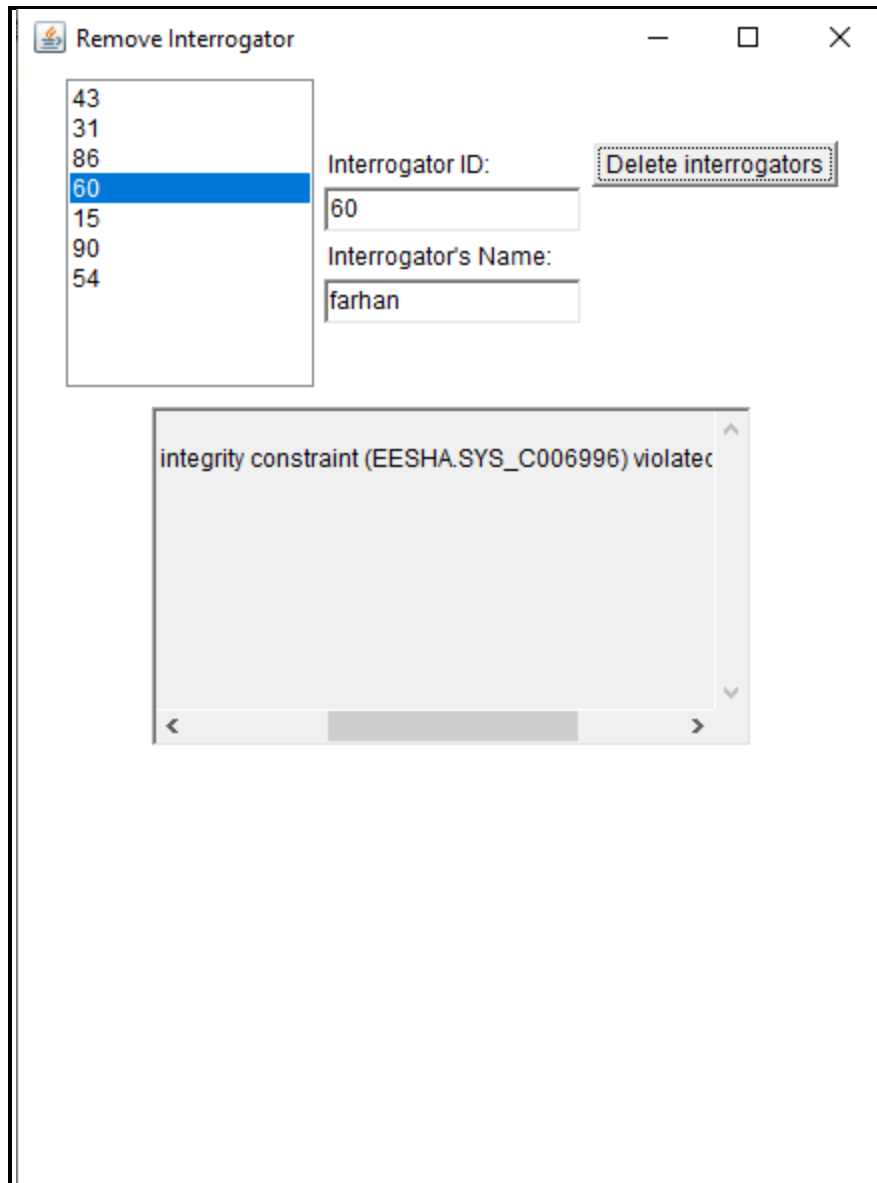 Remove Interrogator
43
31
86
60
15
90
54
Interrogator ID:
60
Interrogator's Name:
farhan
Delete interrogators
integrity constraint (EESHA.SYS_C006996) violated